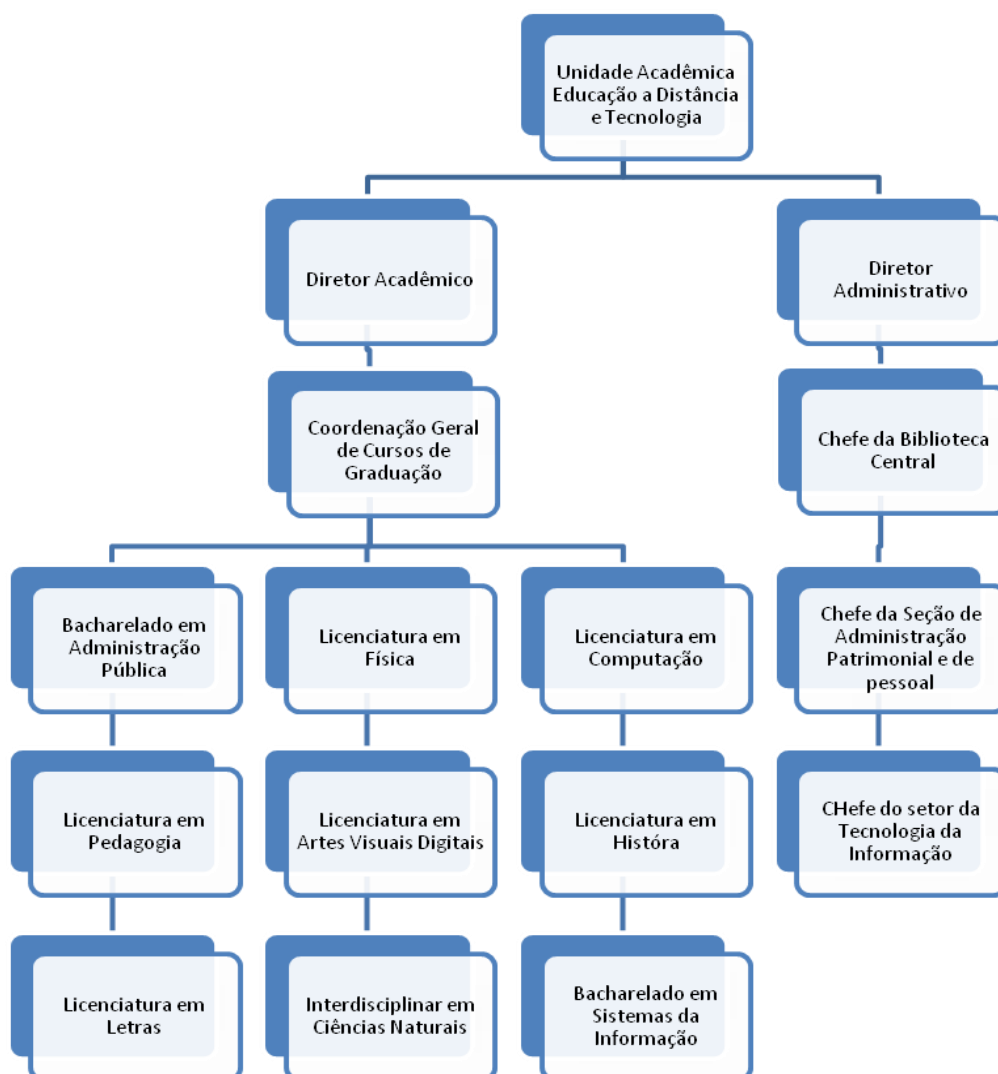 Unidade Acadêmica
Educação a Distância
e Tecnologia
Diretor Acadêmico
Diretor
Administrativo
Coordenação Geral
de Cursos de
Graduação
Chefe da Biblioteca
Central
Bacharelado em
Administração
Pública
Licenciatura em
Física
Licenciatura em
Computação
Chefe da Seção de
Administração
Patrimonial e de
pessoal
Licenciatura em
Pedagogia
Licenciatura em
Artes Visuais Digitais
Licenciatura em
Históra
CHefe do setor da
Tecnologia da
Informação
Licenciatura em
Letras
Interdisciplinar em
Ciências Naturais
Bacharelado em
Sistemas da
Informação